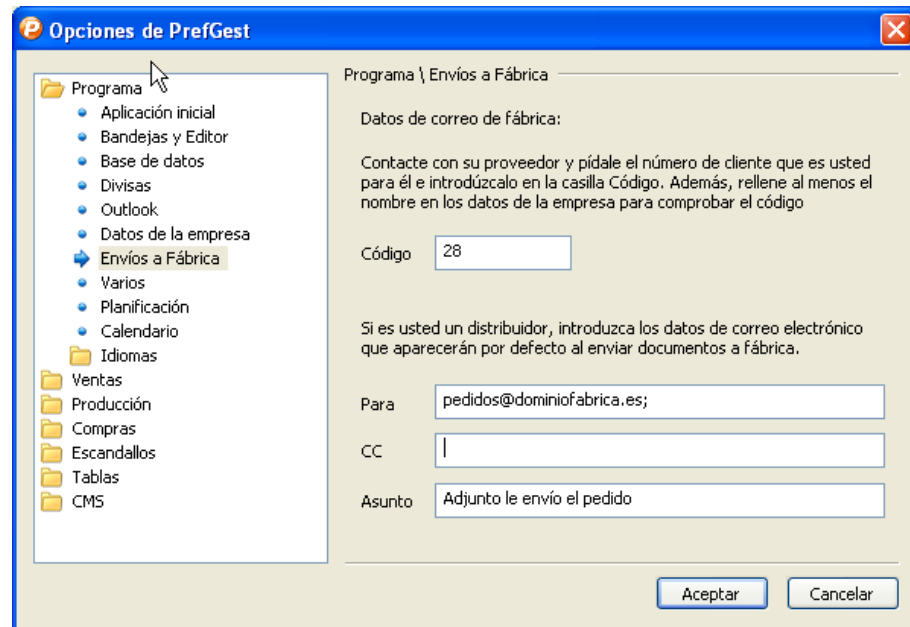 Opciones de PrefGest
Programa
Aplicación inicial
Bandejas y Editor
Base de datos
Divisas
Outlook
Datos de la empresa
Envíos a Fábrica
Varios
Planificación
Calendario
Idiomas
Ventas
Producción
Compras
Escandallos
Tablas
CMS
Programa \ Envíos a Fábrica
Datos de correo de fábrica:
Contacte con su proveedor y pídale el número de cliente que es usted
para él e introdúzcalo en la casilla Código. Además, rellene al menos el
nombre en los datos de la empresa para comprobar el código
Código 28
Si es usted un distribuidor, introduzca los datos de correo electrónico
que aparecerán por defecto al enviar documentos a fábrica.
Para pedidos@dominiofabrica.es;
CC
Asunto Adjunto le envío el pedido
Aceptar Cancelar